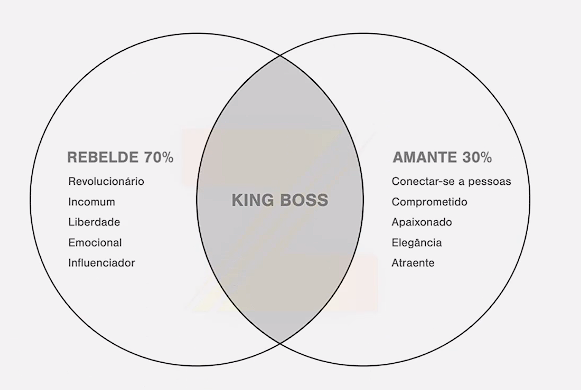 REBELDE 70%
Revolucionário
Incomum
Liberdade
Emocional
Influenciador
KING BOSS
AMANTE 30%
Conectar-se a pessoas
Comprometido
Apaixonado
Elegância
Atraente